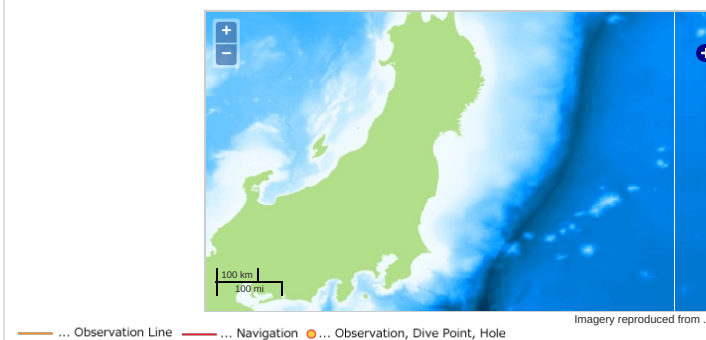 +
−
100 km
100 mi
Imagery reproduced from .
... Observation Line ... Navigation ... Observation, Dive Point, Hole